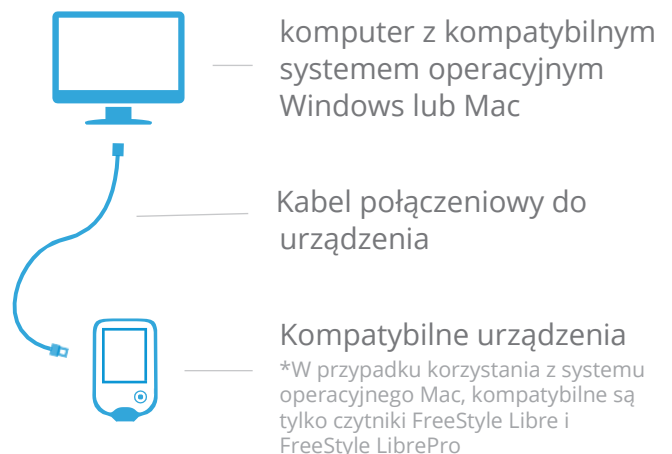 komputer z kompatybilnym
systemem operacyjnym
Windows lub Mac
Kabel połączeniowy do
urządzenia
Kompatybilne urządzenia
*W przypadku korzystania z systemu
operacyjnego Mac, kompatybilne są
tylko czytniki FreeStyle Libre i
FreeStyle LibrePro